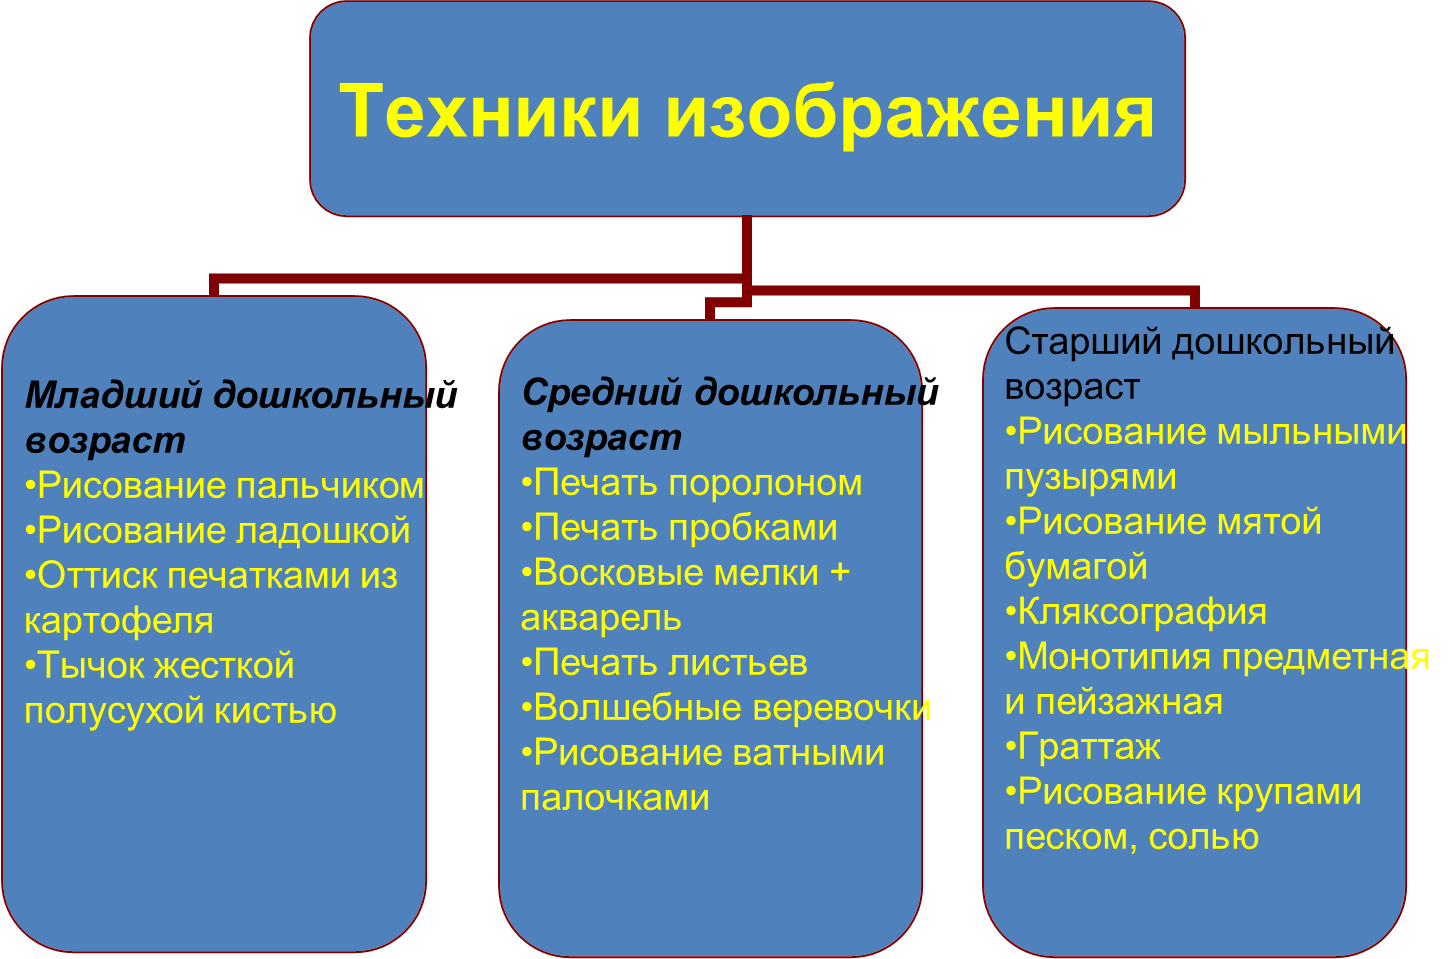 Техники изображения
Младший дошкольный
возраст
•Рисование пальчиком
•Рисование ладошкой
•Оттиск печатками из
картофеля
•Тычок жесткой
полусухой кистью
Средний дошкольный
возраст
•Печать поролоном
•Печать пробками
•Восковые мелки +
акварель
•Печать листьев
•Волшебные веревочки
•Рисование ватными
палочками
Старший дошкольный
возраст
•Рисование мыльными
пузырями
•Рисование мятой
бумагой
•Кляксография
•Монотипия предметная
и пейзажная
•Граттаж
•Рисование крупами
песком, солью